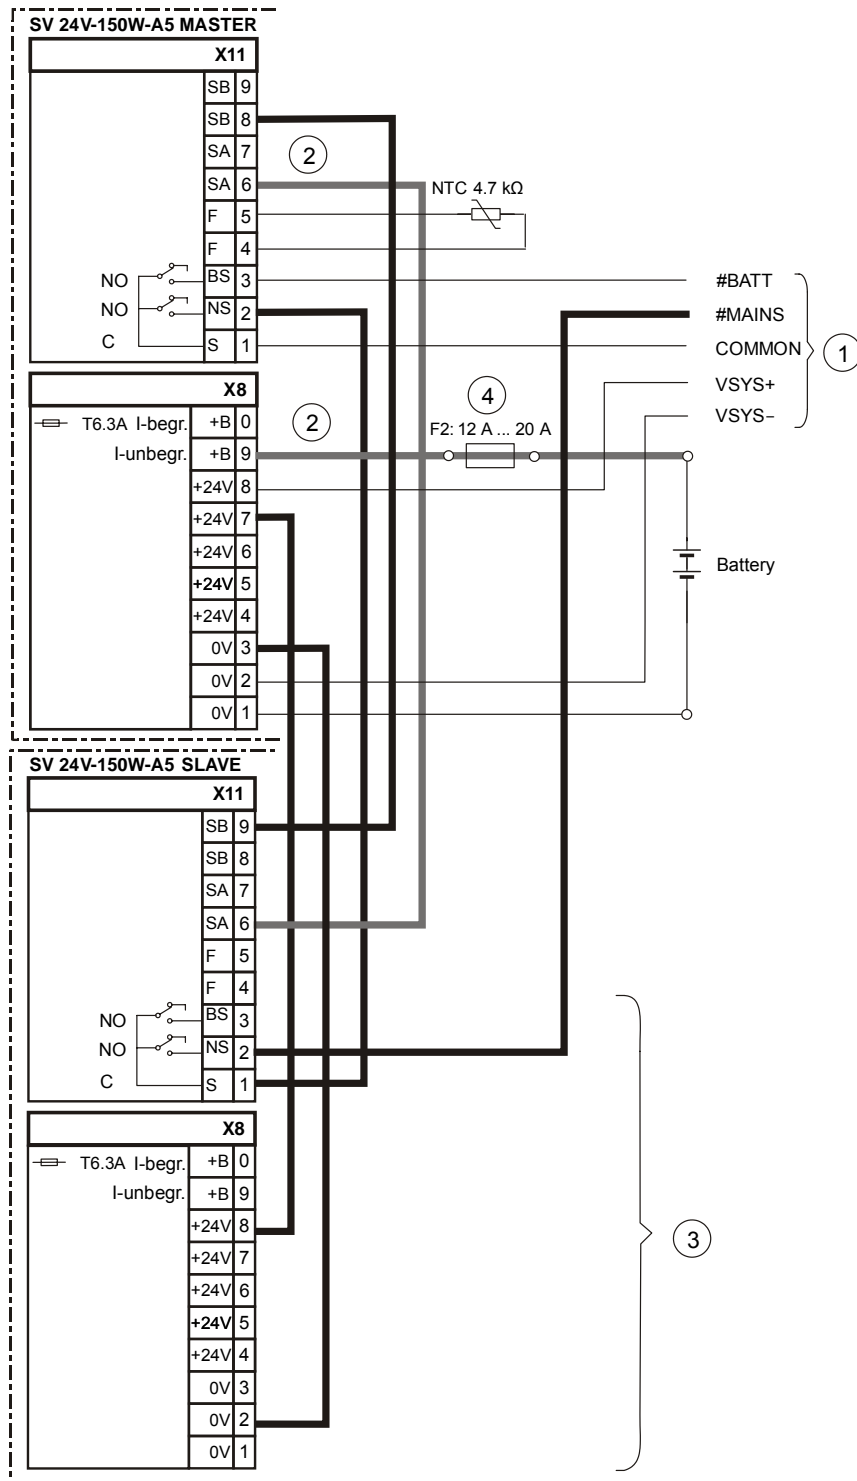 SV 24V-150W-A5 MASTER
X11
SB 9
SB 8
SA 7
2
SA 6
NTC 4.7 kΩ
F 5
F 4
NO BS 3 #BATT
NO NS 2 #MAINS
C S 1 COMMON
1
X8
VSYS+
4
T6.3A I-begr. +B 0
2
VSYS–
F2: 12 A ... 20 A
I-unbegr. +B 9
+24V 8
+24V 7
+24V 6
+24V 5
Battery
+24V 4
0V 3
0V 2
0V 1
SV 24V-150W-A5 SLAVE
X11
SB 9
SB 8
SA 7
SA 6
F 5
F 4
NO BS 3
NO NS 2
C S 1
X8
T6.3A I-begr. +B 0
I-unbegr. +B 9
+24V 8
3
+24V 7
+24V 6
+24V 5
+24V 4
0V 3
0V 2
0V 1